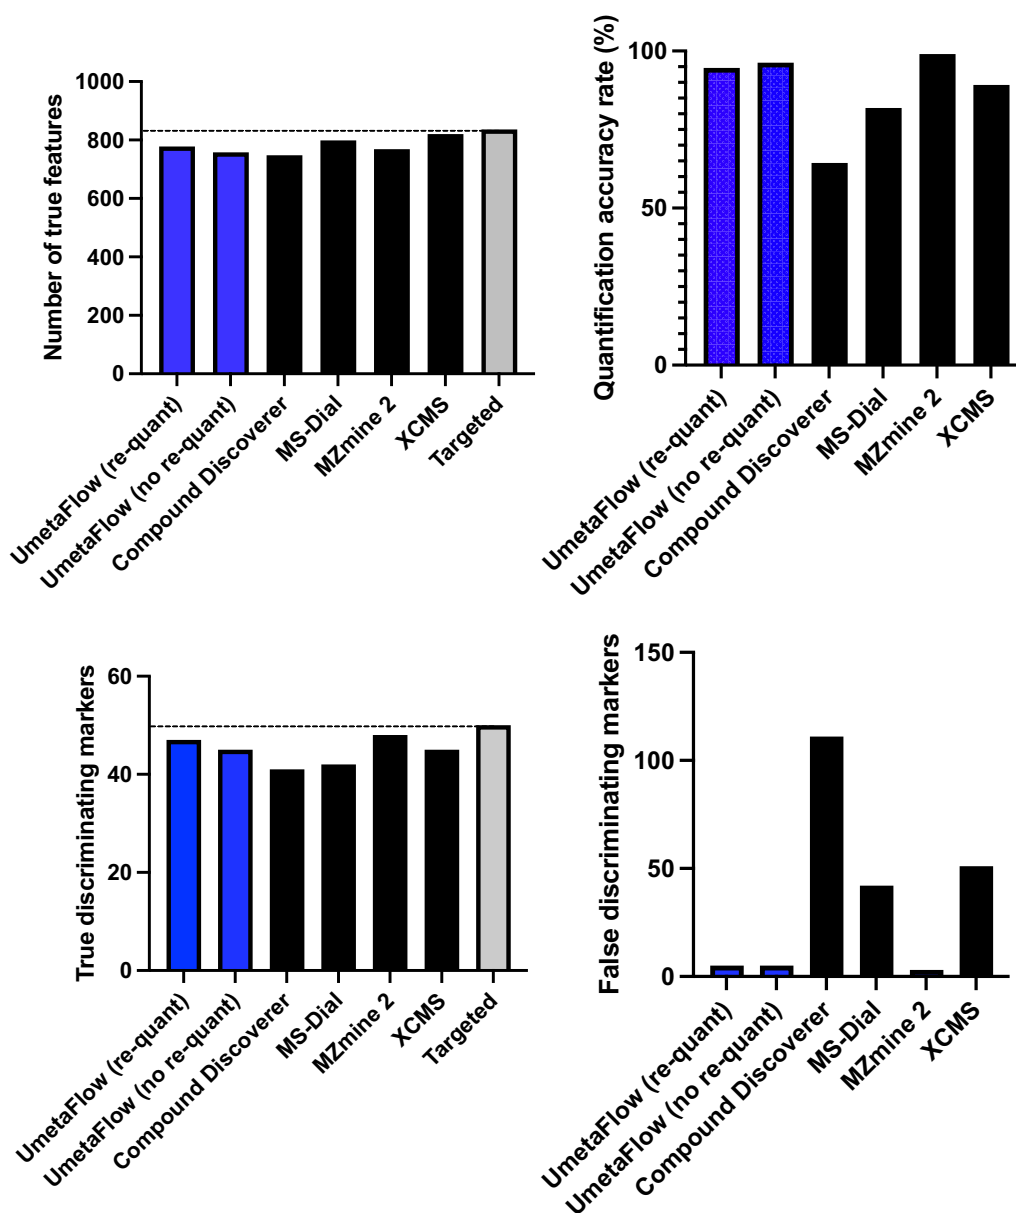 Number of true features
1000
800
600
400
200
0
UmetaFlow (re-quant)
UmetaFlow (no re-quant)
Compound Discoverer
MS-Dial
MZmine 2
XCMS
Targeted
Quantification accuracy rate (%)
100
50
0
UmetaFlow (re-quant)
UmetaFlow (no re-quant)
Compound Discoverer
MS-Dial
MZmine 2
XCMS
True discriminating markers
60
40
20
0
UmetaFlow (re-quant)
UmetaFlow (no re-quant)
Compound Discoverer
MS-Dial
MZmine 2
XCMS
Targeted
False discriminating markers
150
100
50
0
UmetaFlow (re-quant)
UmetaFlow (no re-quant)
Compound Discoverer
MS-Dial
MZmine 2
XCMS